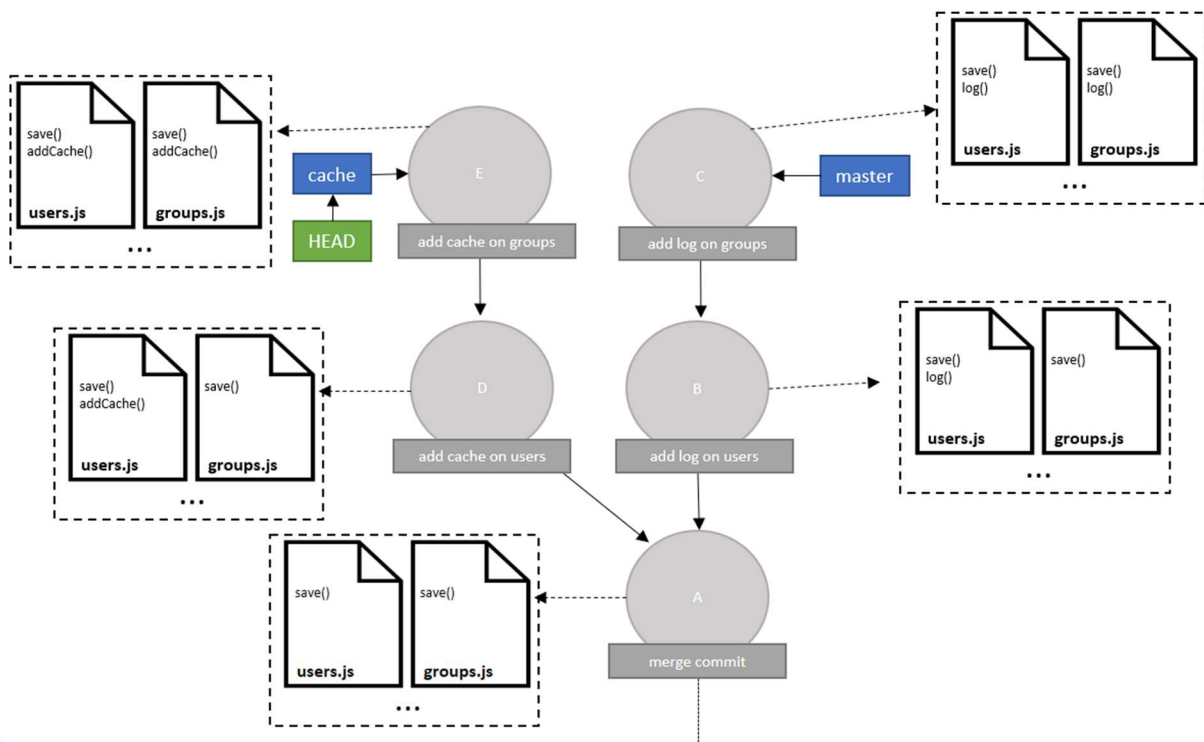 save()
log()
users.js
save()
log()
groups.js
...
save()
addCache()
users.js
save()
addCache()
groups.js
...
cache
HEAD
E
add cache on groups
C
add log on groups
master
save()
addCache()
users.js
save()
groups.js
...
D
add cache on users
B
add log on users
save()
log()
users.js
save()
groups.js
...
save()
users.js
save()
groups.js
...
A
merge commit